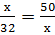 x/32 = 50/x